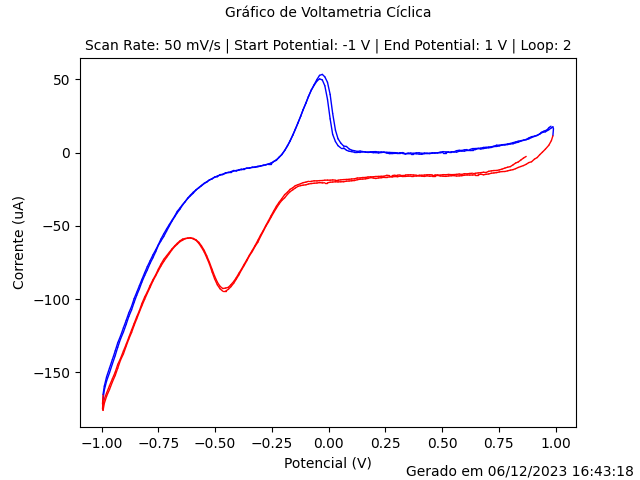 Gráfico de Voltametria Cíclica
Scan Rate: 50 mV/s | Start Potential: -1 V | End Potential: 1 V | Loop: 2
Corrente (uA)
50
0
−50
−100
−150
−1.00 −0.75 −0.50 −0.25 0.00 0.25 0.50 0.75 1.00
Potencial (V)
Gerado em 06/12/2023 16:43:18